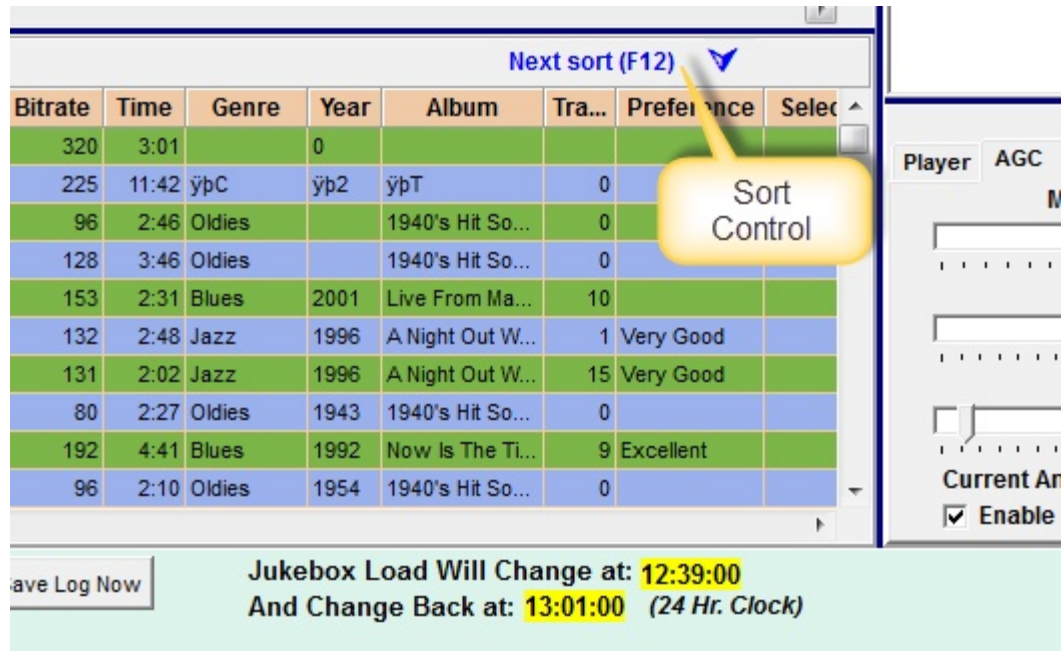 Next sort (F12)
Bitrate Time Genre Year Album Tra... Preference Selec
320 3:01 0
225 11:42 ÿþC ÿþ2 ÿþT 0
96 2:46 Oldies 1940's Hit So... 0
128 3:46 Oldies 1940's Hit So... 0
153 2:31 Blues 2001 Live From Ma... 10
132 2:48 Jazz 1996 A Night Out W... 1 Very Good
131 2:02 Jazz 1996 A Night Out W... 15 Very Good
80 2:27 Oldies 1943 1940's Hit So... 0
192 4:41 Blues 1992 Now Is The Ti... 9 Excellent
96 2:10 Oldies 1954 1940's Hit So... 0
Sort
Control
Player AGC
M
Current An
Enable
ave Log Now
Jukebox Load Will Change at: 12:39:00
And Change Back at: 13:01:00 (24 Hr. Clock)